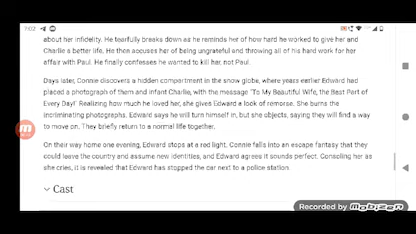 7:02
about her infidelity. He tearfully breaks down as he reminds her of how hard he worked to give her and
Charlie a better life. He then accuses her of being ungrateful and throwing all of his hard work for her
affair with Paul. He finally confesses he wanted to kill her, not Paul.
Days later, Connie discovers a hidden compartment in the snow globe, where years earlier Edward had
placed a photograph of them and infant Charlie, with the message "To My Beautiful Wife, the Best Part of
Every Day!" Realizing how much he loved her, she gives Edward a look of remorse. She burns the
incriminating photographs. Edward says he will turn himself in, but she objects, saying they will find a way
to move on. They briefly return to a normal life together.
On their way home one evening, Edward stops at a red light. Connie falls into an escape fantasy that they
could leave the country and assume new identities, and Edward agrees it sounds perfect. Consoling her as
she cries, it is revealed that Edward has stopped the car next to a police station.
Cast
Recorded by Mobizen